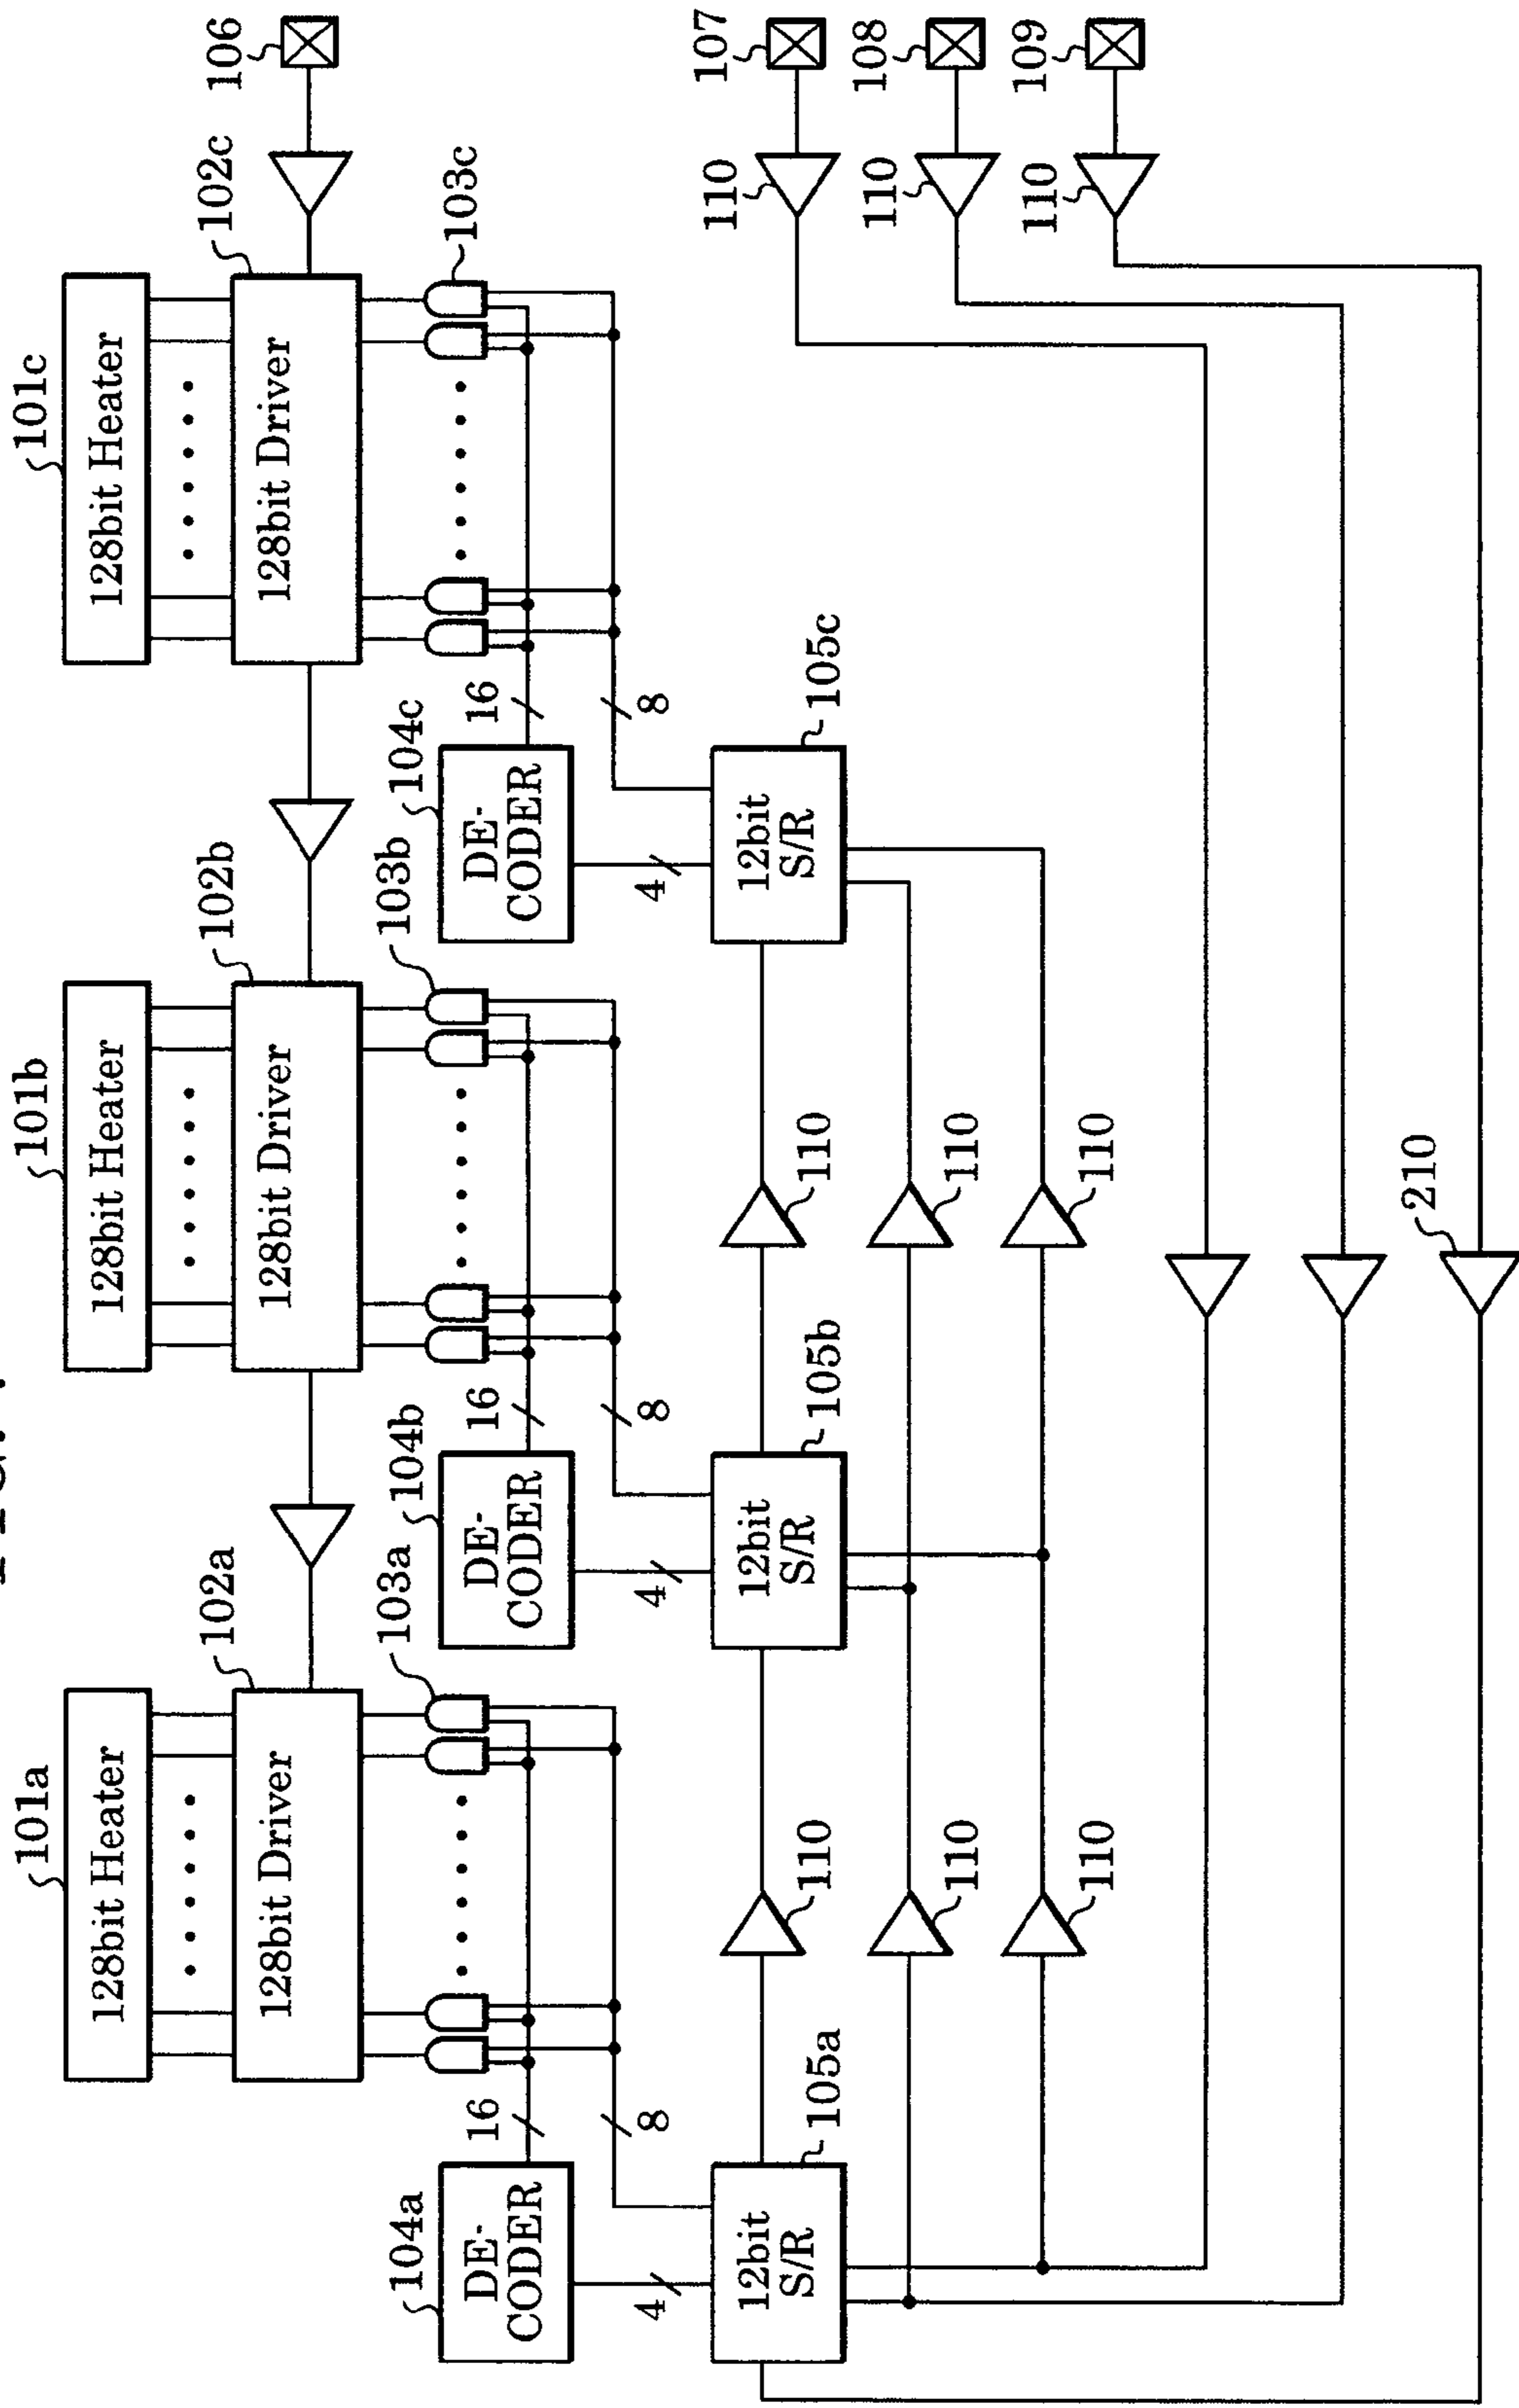 101a
101b
101c
106
128bit Heater
128bit Heater
128bit Heater
102a
102b
102c
128bit Driver
128bit Driver
128bit Driver
103a
103b
103c
104a
104b
104c
DE-
CODER
16
DE-
CODER
16
DE-
CODER
16
4
8
4
8
4
8
107
110
12bit
S/R
105a
110
12bit
S/R
105b
110
12bit
S/R
105c
108
110
110
110
109
110
110
110
210